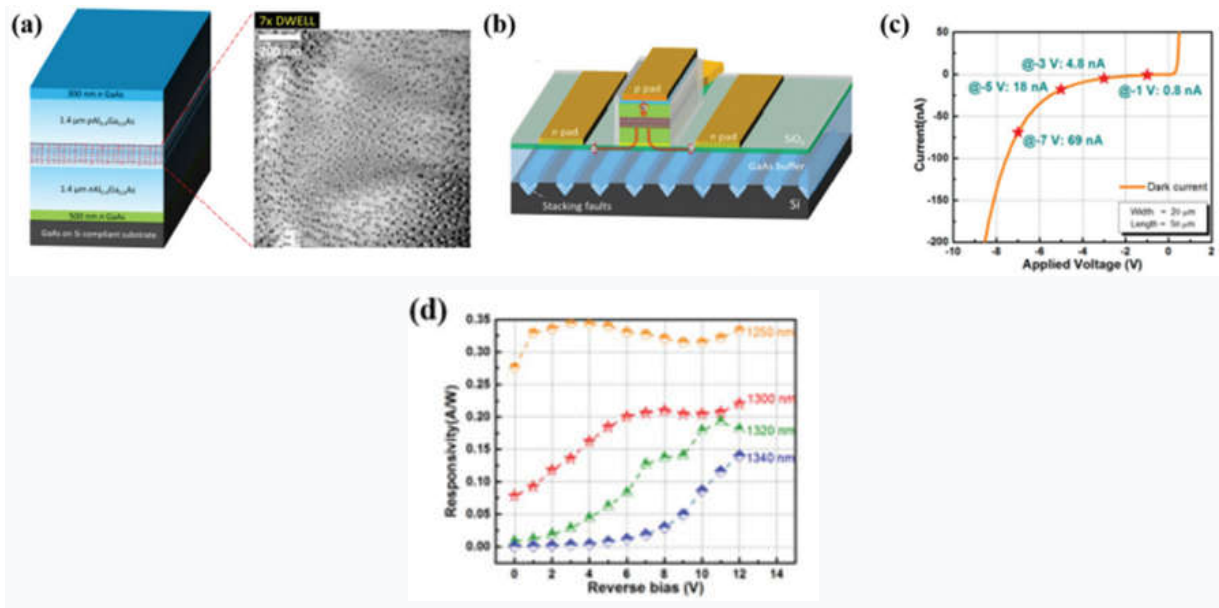 (a)
7x DWELL
200 nm
300 nm p GaAs
1.4 μm pAl₀.₄Ga₀.₆As
1.4 μm nAl₀.₄Ga₀.₆As
500 nm n GaAs
GaAs on Si compliant substrate
(b)
p pad
n pad
n pad
SiO₂
GaAs buffer
Stacking faults
Si
(c)
50
0
-50
-100
-150
-200
Current(nA)
@-3 V: 4.8 nA
@-5 V: 18 nA
@-1 V: 0.8 nA
@-7 V: 69 nA
Dark current
Width = 20 μm
Length = 50 μm
-10 -8 -6 -4 -2 0 2
Applied Voltage (V)
(d)
0.35
0.30
0.25
0.20
0.15
0.10
0.05
0.00
Responsivity(A/W)
1250 nm
1300 nm
1320 nm
1340 nm
0 2 4 6 8 10 12 14
Reverse bias (V)